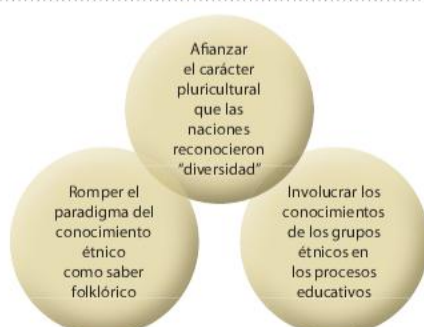 Afianzar
el carácter
pluricultural
que las
naciones
reconocieron
"diversidad"
Romper el
paradigma del
conocimiento
étnico
como saber
folklórico
Involucrar los
conocimientos
de los grupos
étnicos en
los procesos
educativos